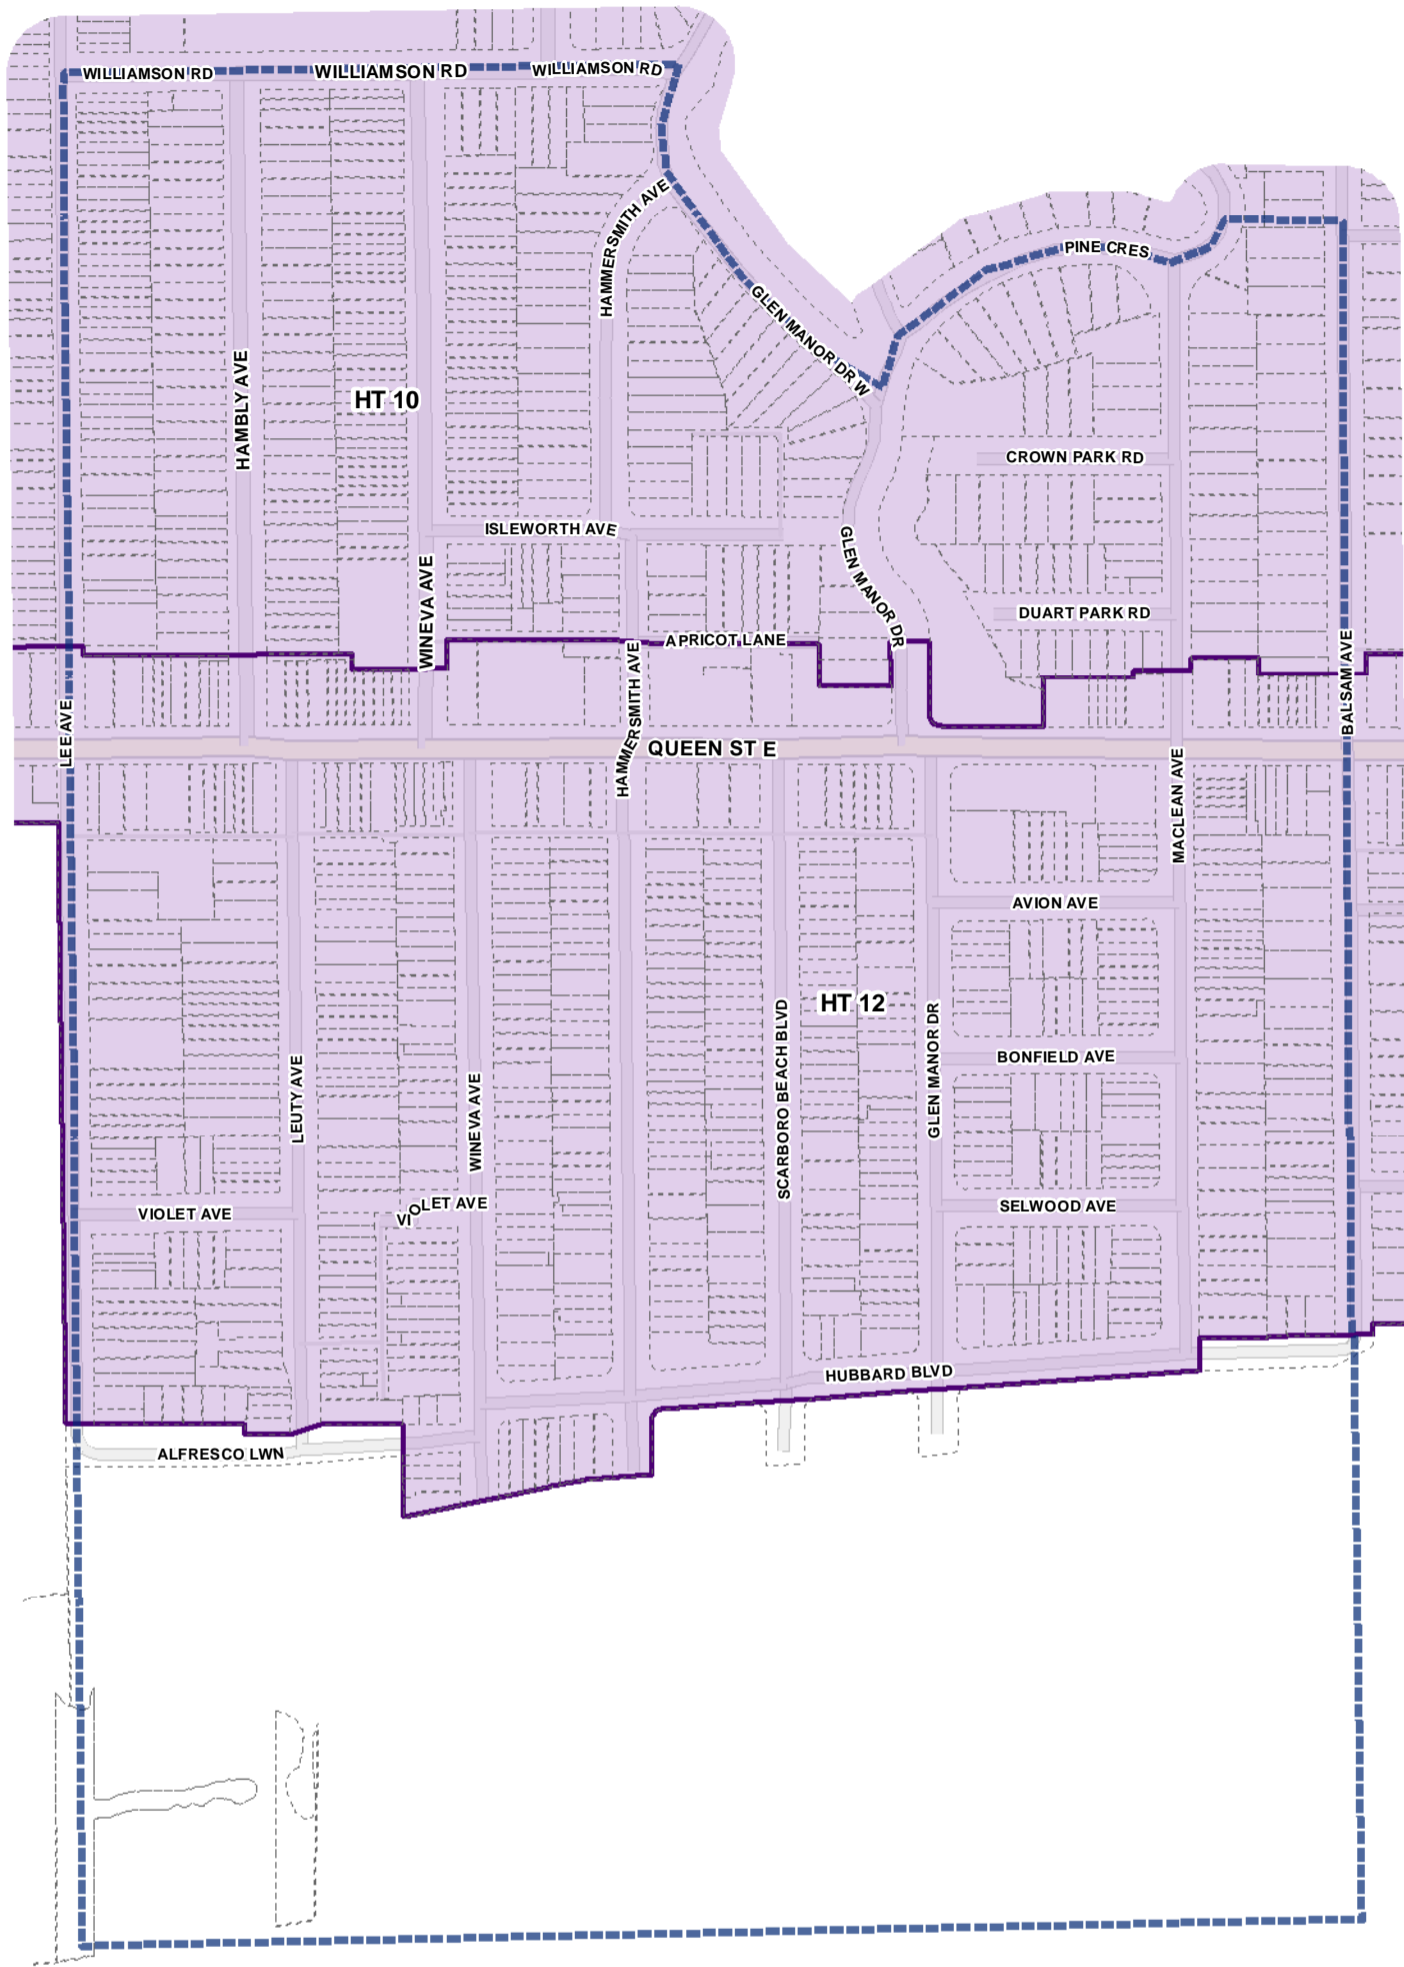 WILLIAMSON RD
WILLIAMSON RD
WILLIAMSON RD
HAMMERSMITH AVE
PINE CRES
GLEN MANOR DR W
HAMBLY AVE
HT 10
CROWN PARK RD
ISLEWORTH AVE
WINEVA AVE
GLEN MANOR DR
DUART PARK RD
APRICOT LANE
BALSAM AVE
LEE AVE
HAMMERSMITH AVE
QUEEN ST E
MACLEAN AVE
AVION AVE
HT 12
SCARBORO BEACH BLVD
GLEN MANOR DR
BONFIELD AVE
LEUTY AVE
WINEVA AVE
VIOLET AVE
VIOLET AVE
SELWOOD AVE
HUBBARD BLVD
ALFRESCO LWN